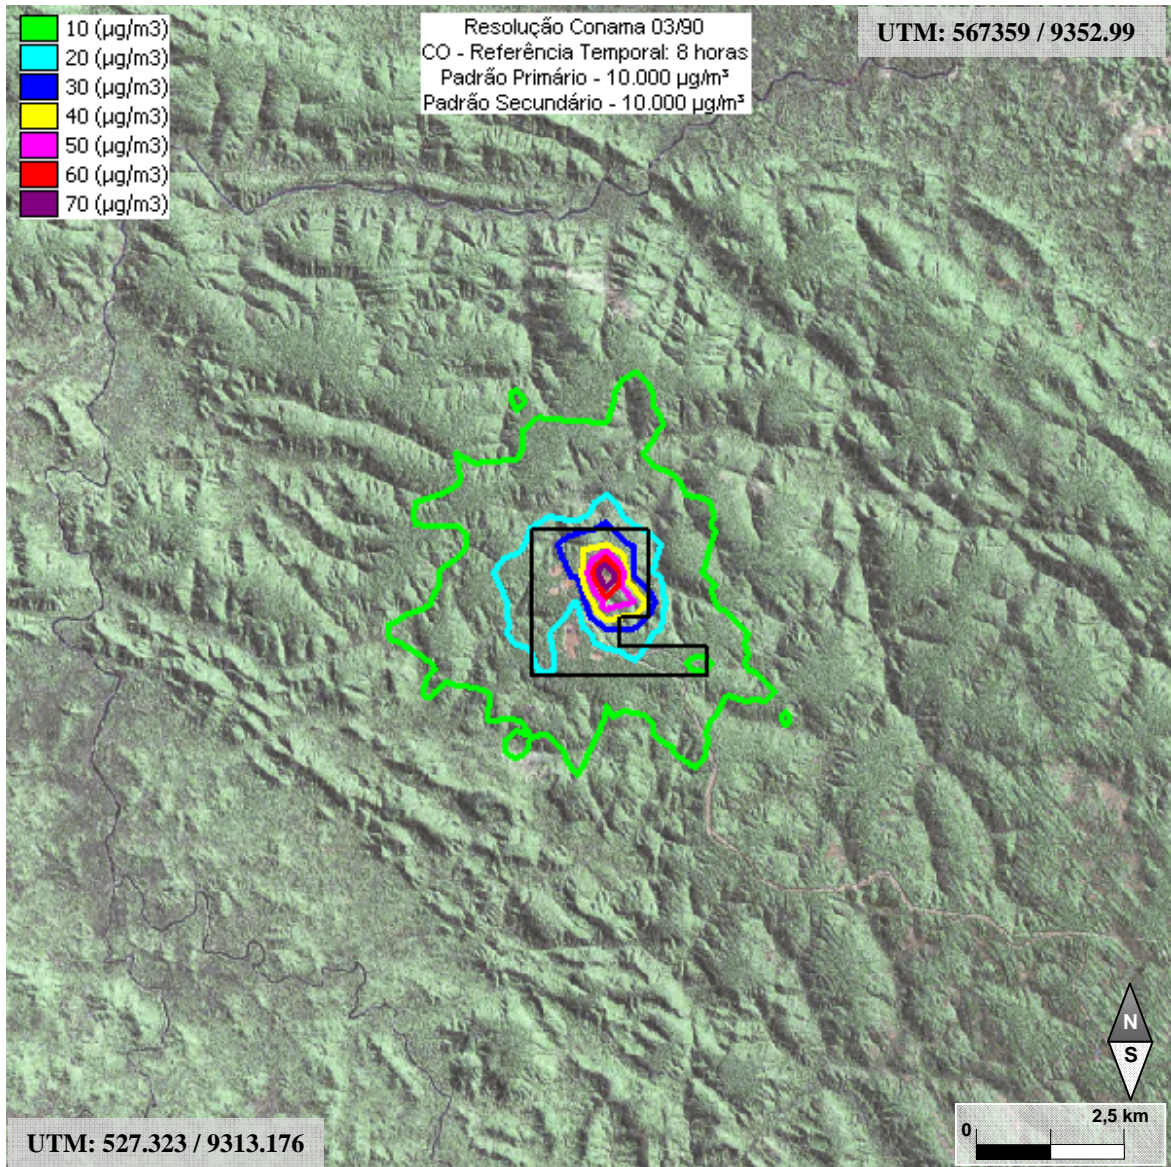 10 (µg/m3)
20 (µg/m3)
30 (µg/m3)
40 (µg/m3)
50 (µg/m3)
60 (µg/m3)
70 (µg/m3)
Resolução Conama 03/90
CO - Referência Temporal: 8 horas
Padrão Primário - 10.000 µg/m³
Padrão Secundário - 10.000 µg/m³
UTM: 567359 / 9352.99
N
S
0
2,5 km
UTM: 527.323 / 9313.176